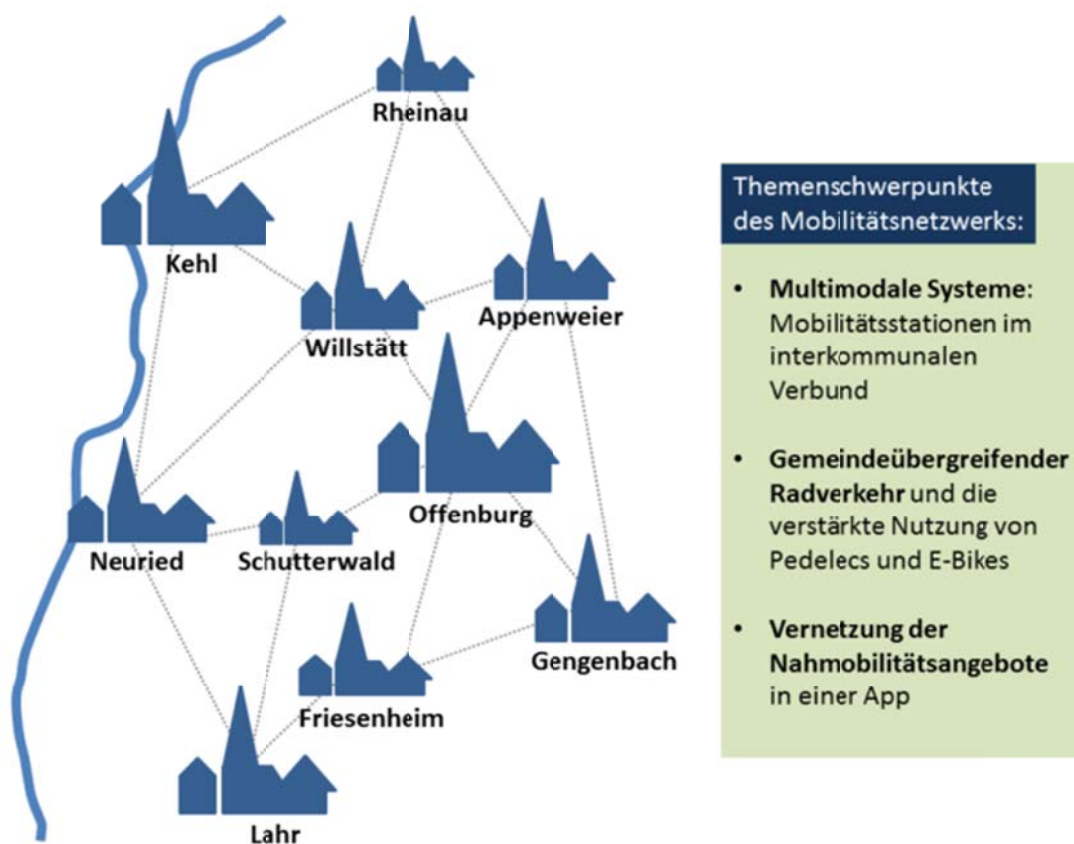 Rheinau
Kehl
Appenweier
Willstätt
Offenburg
Neuried
Schutterwald
Gengenbach
Friesenheim
Lahr
Themenschwerpunkte
des Mobilitätsnetzwerks:
• Multimodale Systeme:
Mobilitätsstationen im
interkommunalen
Verbund
• Gemeindeübergreifender
Radverkehr und die
verstärkte Nutzung von
Pedelecs und E-Bikes
• Vernetzung der
Nahmobilitätsangebote
in einer App